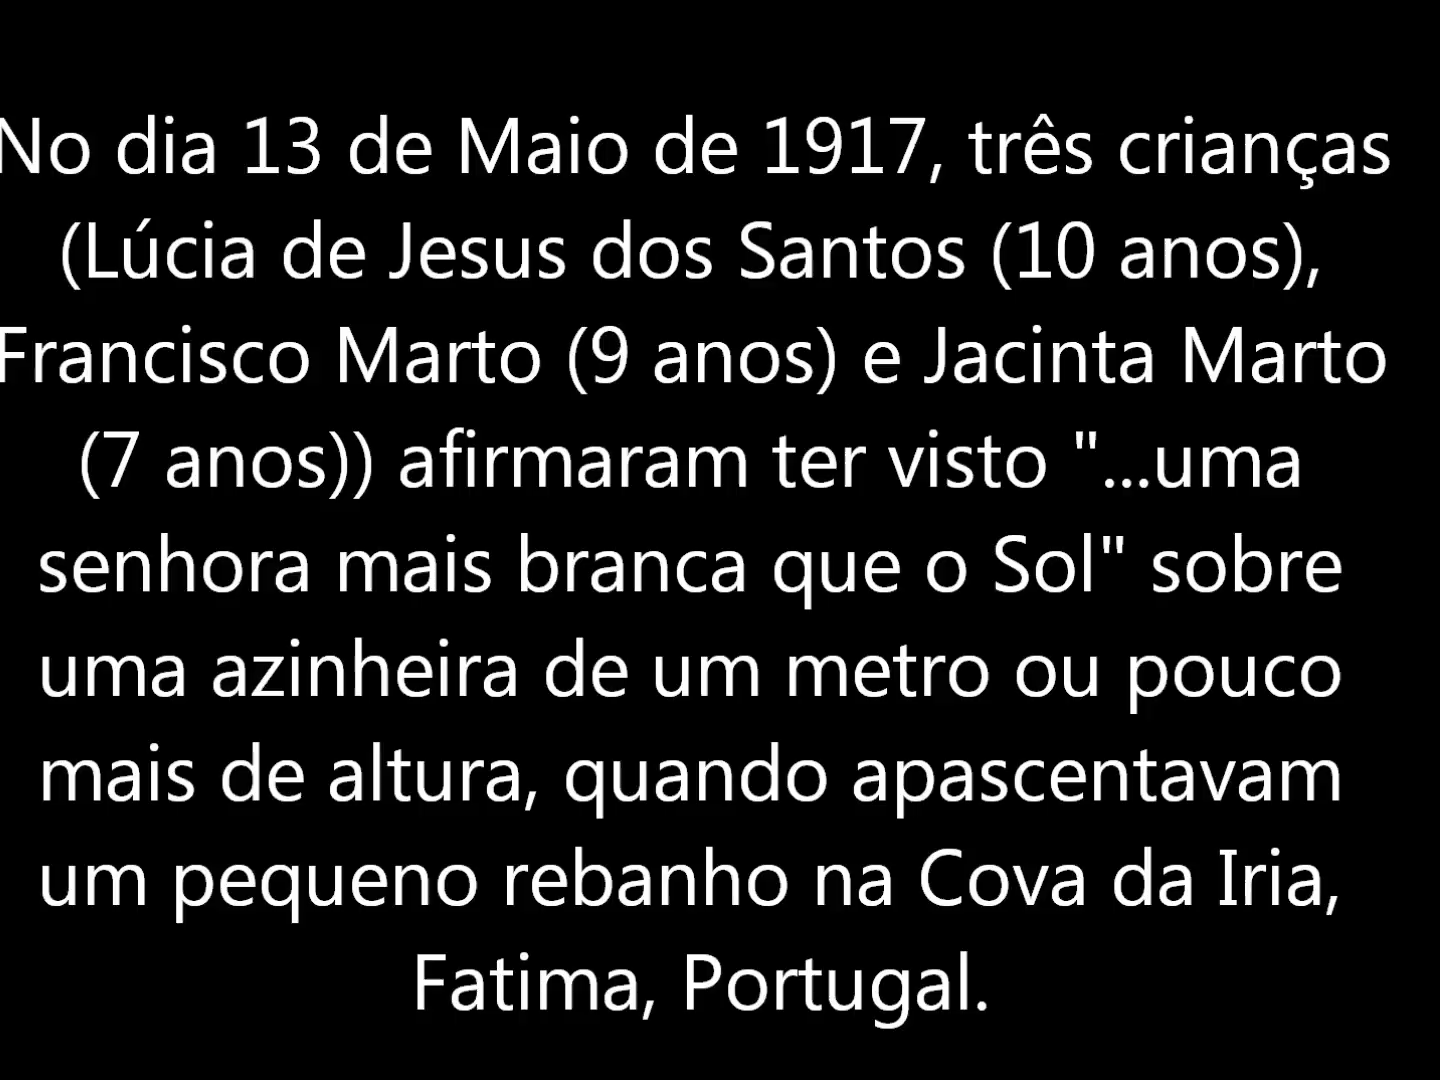 No dia 13 de Maio de 1917, três crianças
(Lúcia de Jesus dos Santos (10 anos),
Francisco Marto (9 anos) e Jacinta Marto
(7 anos)) afirmaram ter visto "...uma
senhora mais branca que o Sol" sobre
uma azinheira de um metro ou pouco
mais de altura, quando apascentavam
um pequeno rebanho na Cova da Iria,
Fatima, Portugal.